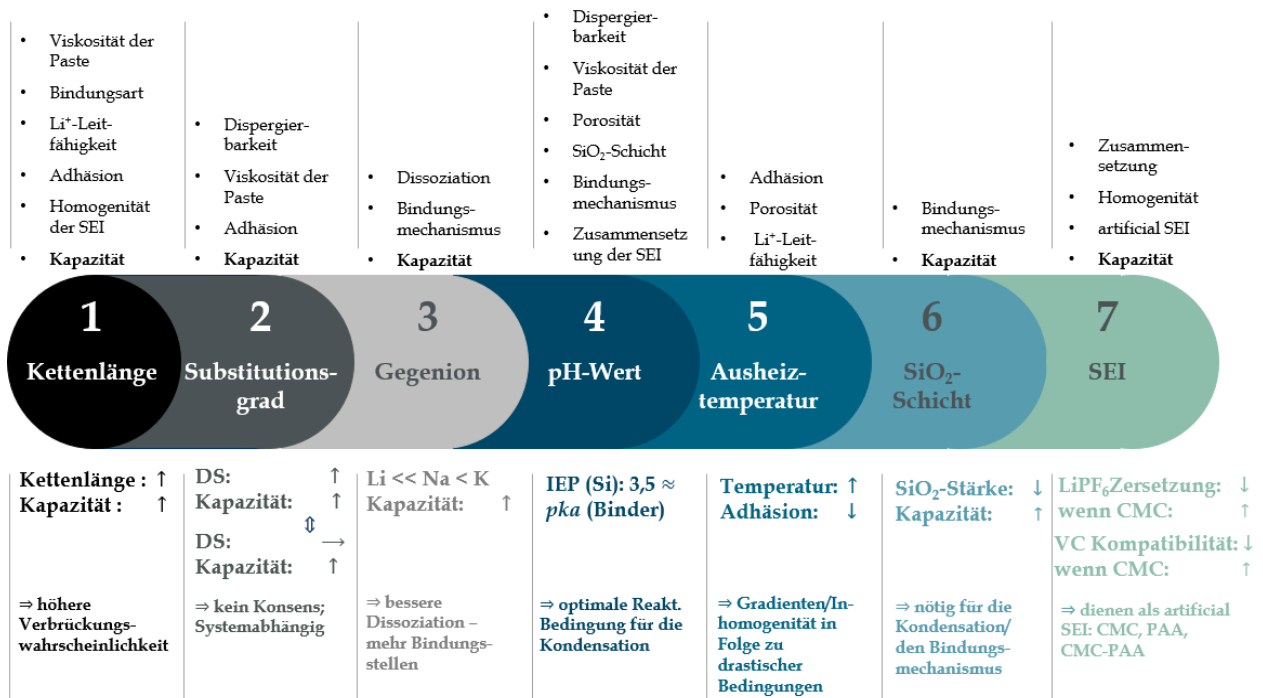 • Viskosität der
Paste
• Bindungsart
• Li⁺-Leit-
fähigkeit
• Adhäsion
• Homogenität
der SEI
• Kapazität
• Dispergier-
barkeit
• Viskosität der
Paste
• Adhäsion
• Kapazität
• Dissoziation
• Bindungs-
mechanismus
• Kapazität
• Dispergier-
barkeit
• Viskosität der
Paste
• Porosität
• SiO₂-Schicht
• Bindungs-
mechanismus
• Zusammensetz
ung der SEI
• Adhäsion
• Porosität
• Li⁺-Leit-
fähigkeit
• Bindungs-
mechanismus
• Kapazität
• Zusammen-
setzung
• Homogenität
• artificial SEI
• Kapazität
1
Kettenlänge
2
Substitutions-
grad
3
Gegenion
4
pH-Wert
5
Ausheiz-
temperatur
6
SiO₂-
Schicht
7
SEI
Kettenlänge : ↑
Kapazität : ↑
⇒ höhere
Verbrückungs-
wahrscheinlichkeit
DS: ↑
Kapazität: ↑
⇕
DS: →
Kapazität: ↑
⇒ kein Konsens;
Systemabhängig
Li << Na < K
Kapazität: ↑
⇒ bessere
Dissoziation –
mehr Bindungs-
stellen
IEP (Si): 3,5 ≈
pka (Binder)
⇒ optimale Reakt.
Bedingung für die
Kondensation
Temperatur: ↑
Adhäsion: ↓
⇒ Gradienten/In-
homogenität in
Folge zu
drastischer
Bedingungen
SiO₂-Stärke: ↓
Kapazität: ↑
⇒ nötig für die
Kondensation/
den Bindungs-
mechanismus
LiPF₆Zersetzung: ↓
wenn CMC: ↑
VC Kompatibilität: ↓
wenn CMC: ↑
⇒ dienen als artificial
SEI: CMC, PAA,
CMC-PAA